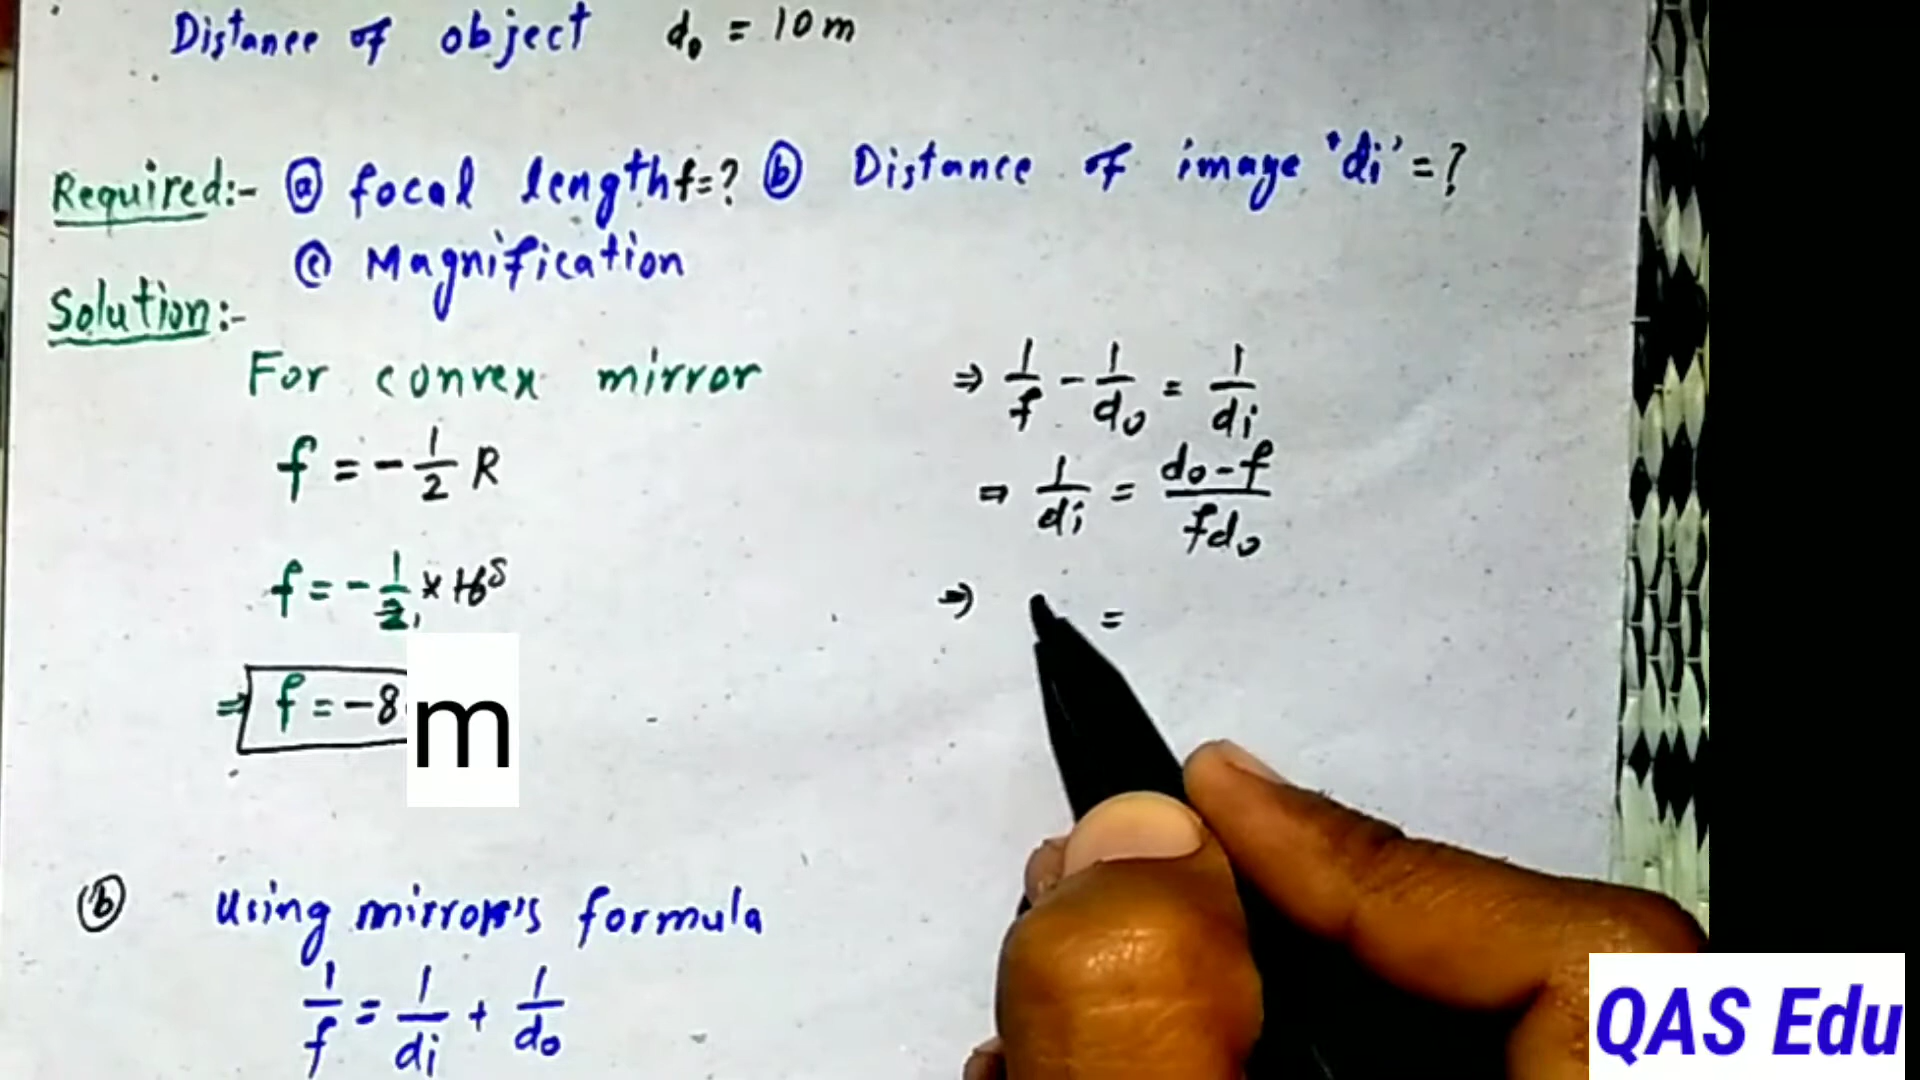 Distance of object d₀ = 10 m
Required:- ⓐ focal length f=? ⓑ Distance of image 'di' = ?
ⓒ Magnification
Solution:-
For convex mirror
f = - 1/2 R
f = - 1/2 × 16 8
⇒ f = -8 m
ⓑ Using mirror's formula
1/f = 1/di + 1/d₀
⇒ 1/f - 1/d₀ = 1/di
⇒ 1/di = d₀ - f / fd₀
⇒ =
QAS Edu